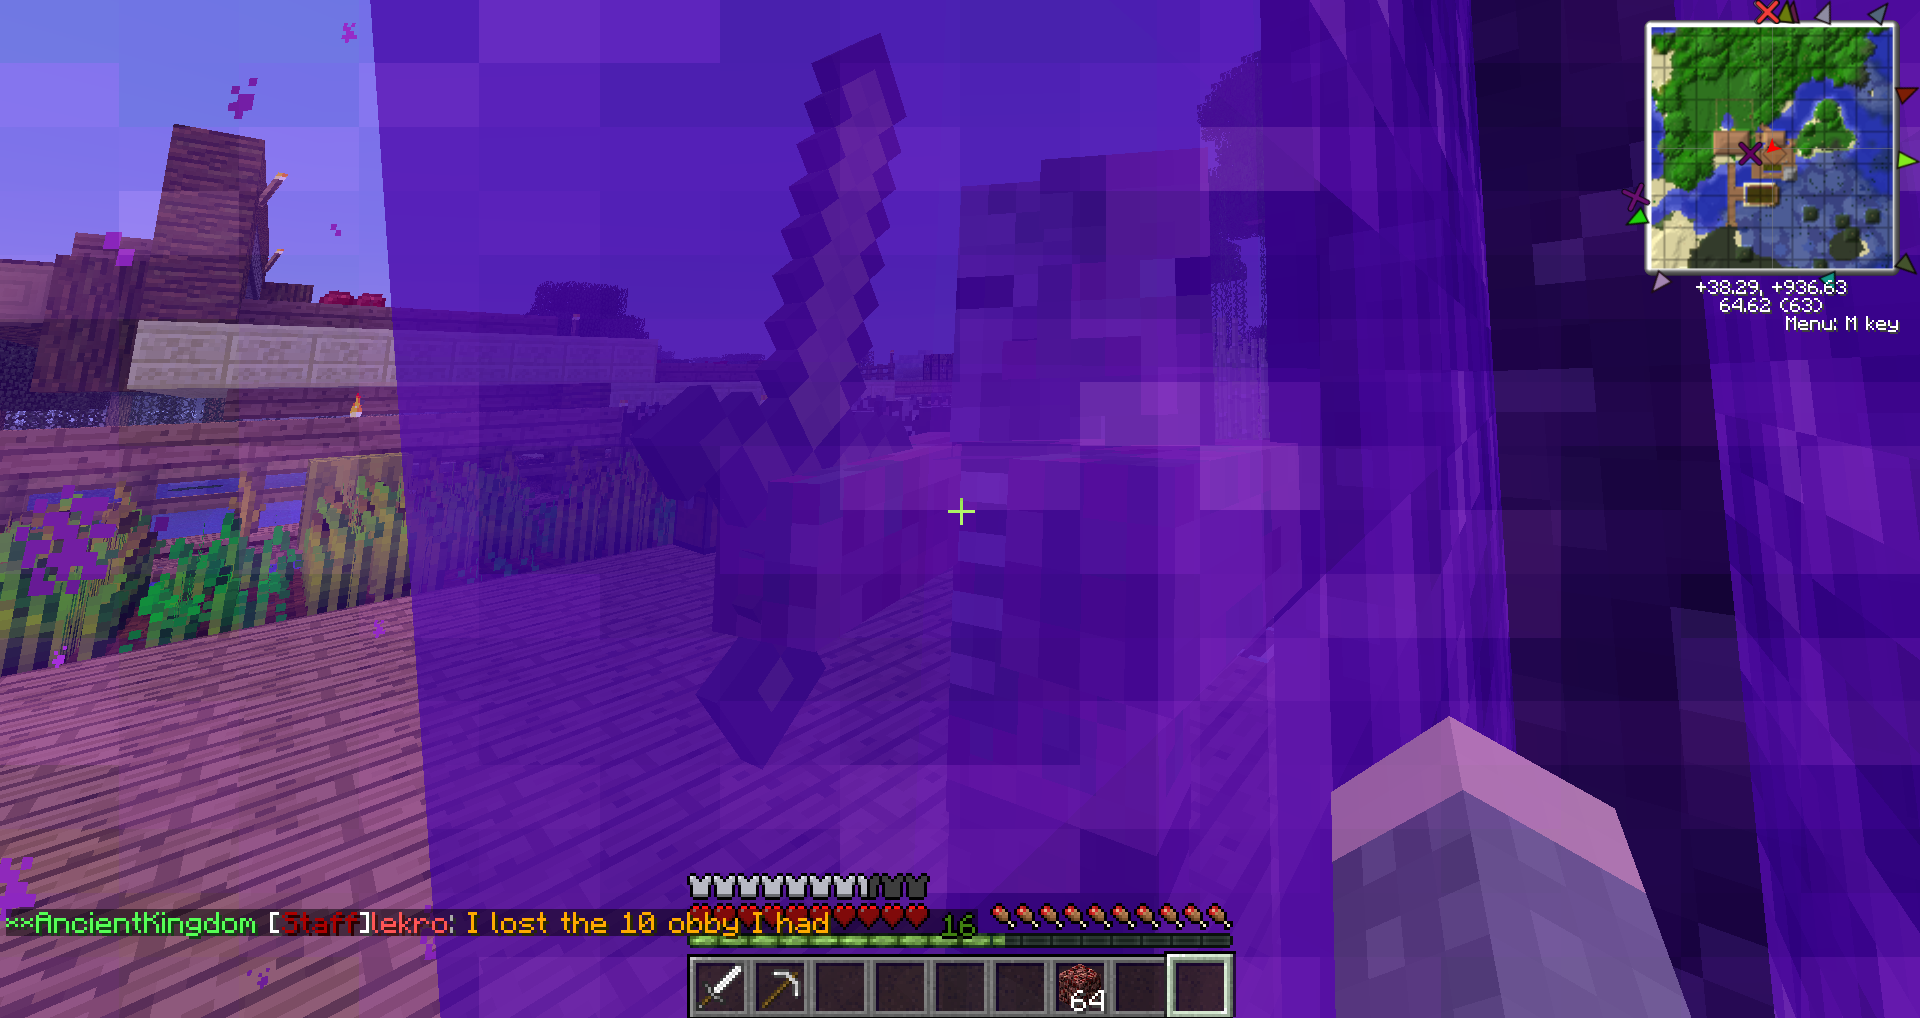 +38.29, +936.63
64.62 (63)
Menu: M key
**AncientKingdom [Staff]lekro: I lost the 10 obby I had
16
64